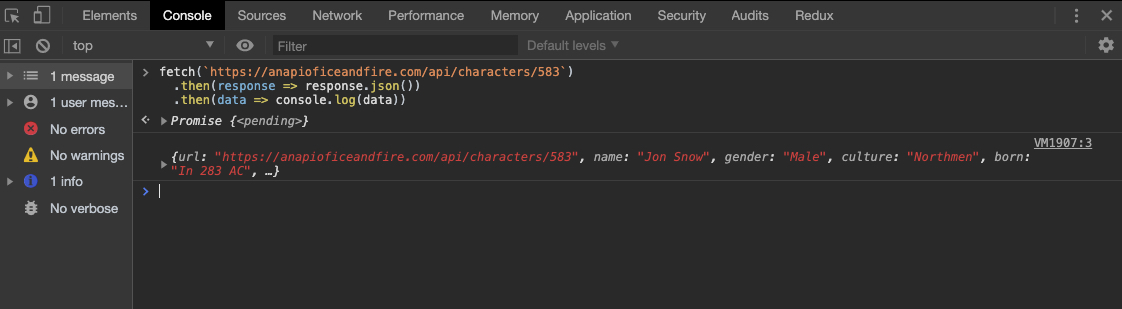 Elements Console Sources Network Performance Memory Application Security Audits Redux
top Filter Default levels
1 message
1 user mes...
No errors
No warnings
1 info
No verbose
fetch(`https://anapioficeandfire.com/api/characters/583`)
.then(response => response.json())
.then(data => console.log(data))
Promise {<pending>}
VM1907:3
{url: "https://anapioficeandfire.com/api/characters/583", name: "Jon Snow", gender: "Male", culture: "Northmen", born:
"In 283 AC", …}